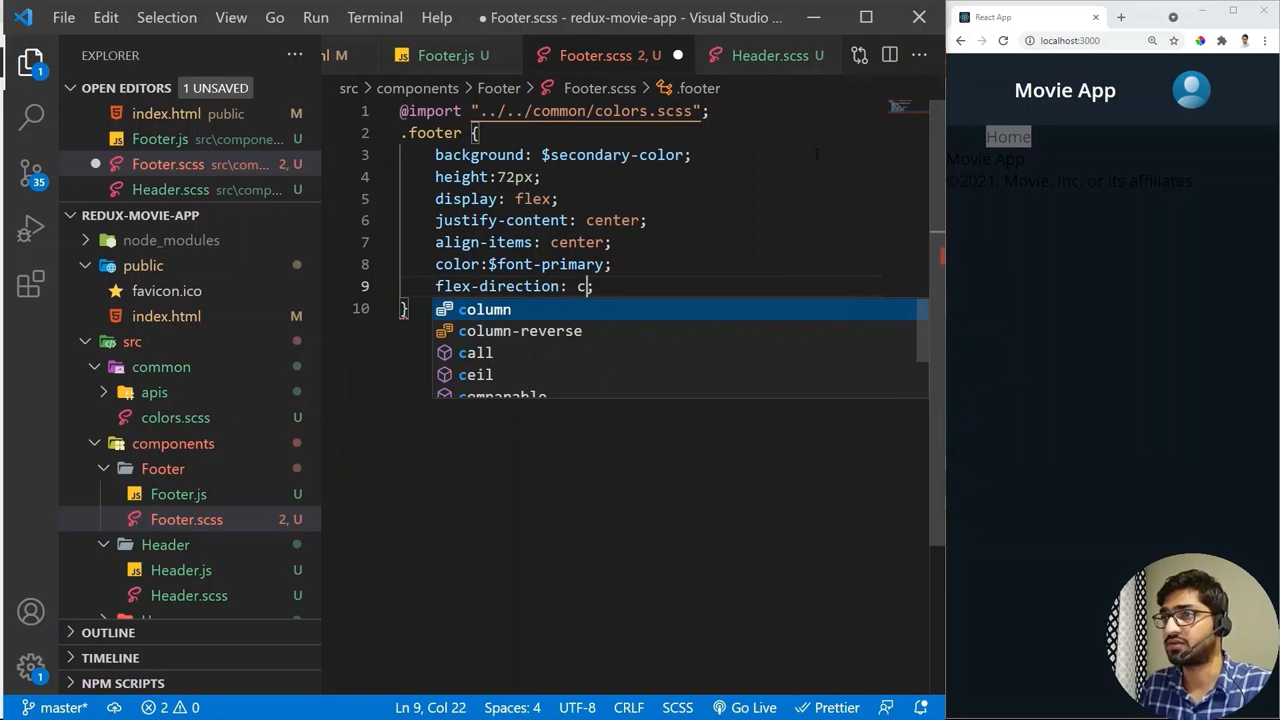 File Edit Selection View Go Run Terminal Help ● Footer.scss - redux-movie-app - Visual Studio ...
EXPLORER
OPEN EDITORS 1 UNSAVED
index.html public
Footer.js src\compone...
Footer.scss src\com... 2, U
Header.scss src\comp...
REDUX-MOVIE-APP
node_modules
public
favicon.ico
index.html
src
common
apis
colors.scss U
components
Footer
Footer.js U
Footer.scss 2, U
Header
Header.js U
Header.scss U
OUTLINE
TIMELINE
NPM SCRIPTS
1
35
1
ml M Footer.js U Footer.scss 2, U ● Header.scss U ...
src > components > Footer > Footer.scss > .footer
1 @import "../../common/colors.scss";
2 .footer {
3 background: $secondary-color;
4 height:72px;
5 display: flex;
6 justify-content: center;
7 align-items: center;
8 color:$font-primary;
9 flex-direction: c;
10 }
column
column-reverse
call
ceil
comparable
master* 2 0 Ln 9, Col 22 Spaces: 4 UTF-8 CRLF SCSS Go Live Prettier
React App
localhost:3000
Movie App
Home
Movie App
©2021, Movie, Inc, or its affiliates